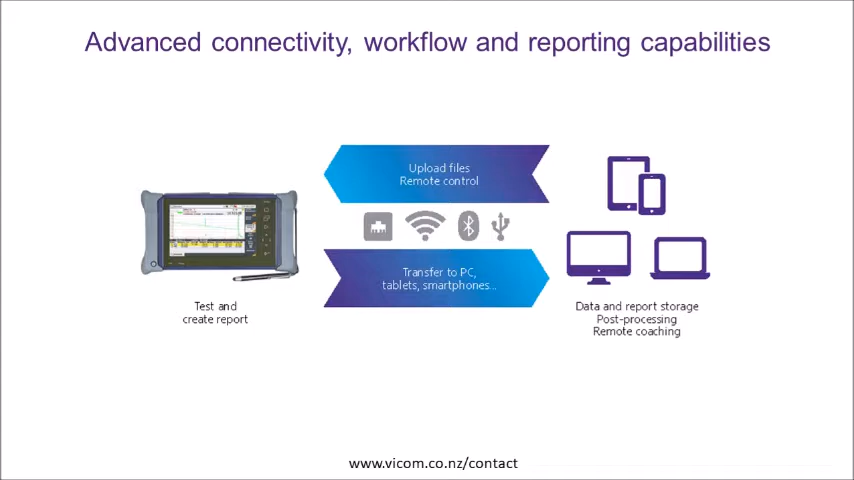 Advanced connectivity, workflow and reporting capabilities
Upload files
Remote control
Transfer to PC,
tablets, smartphones...
Test and
create report
Data and report storage
Post-processing
Remote coaching
www.vicom.co.nz/contact